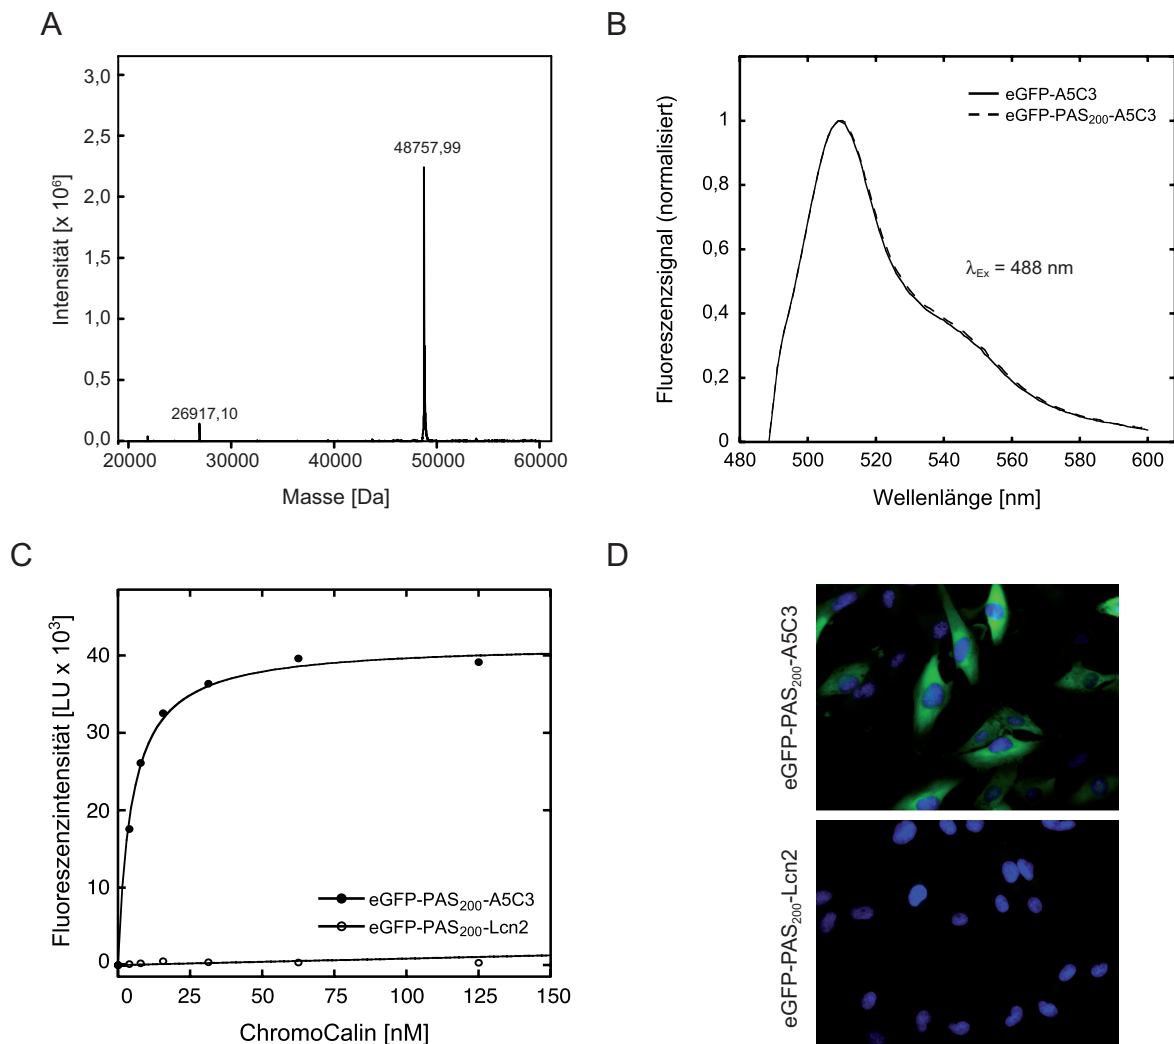 A
3,0
2,5
2,0
1,5
1,0
0,5
0,0
Intensität [x 10⁶]
48757,99
26917,10
20000 30000 40000 50000 60000
Masse [Da]
B
1
0,8
0,6
0,4
0,2
0
Fluoreszenzsignal (normalisiert)
eGFP-A5C3
eGFP-PAS₂₀₀-A5C3
λEx = 488 nm
480 500 520 540 560 580 600
Wellenlänge [nm]
C
40
30
20
10
0
Fluoreszenzintensität [LU x 10³]
eGFP-PAS₂₀₀-A5C3
eGFP-PAS₂₀₀-Lcn2
0 25 50 75 100 125 150
ChromoCalin [nM]
D
eGFP-PAS₂₀₀-A5C3
eGFP-PAS₂₀₀-Lcn2